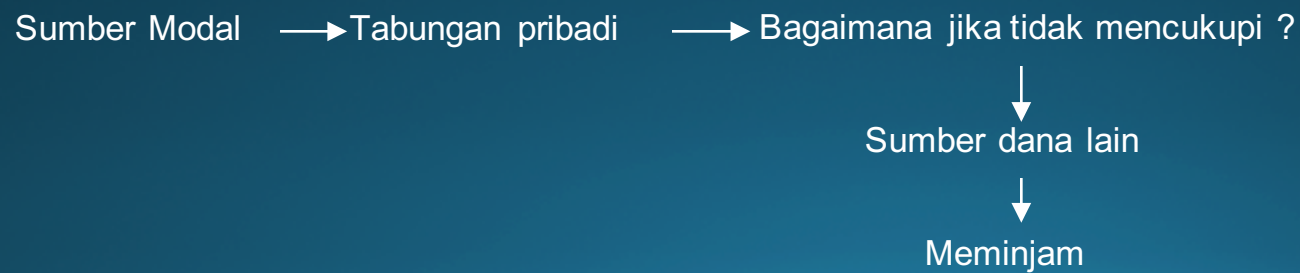 Sumber Modal Tabungan pribadi Bagaimana jika tidak mencukupi ?
Sumber dana lain
Meminjam